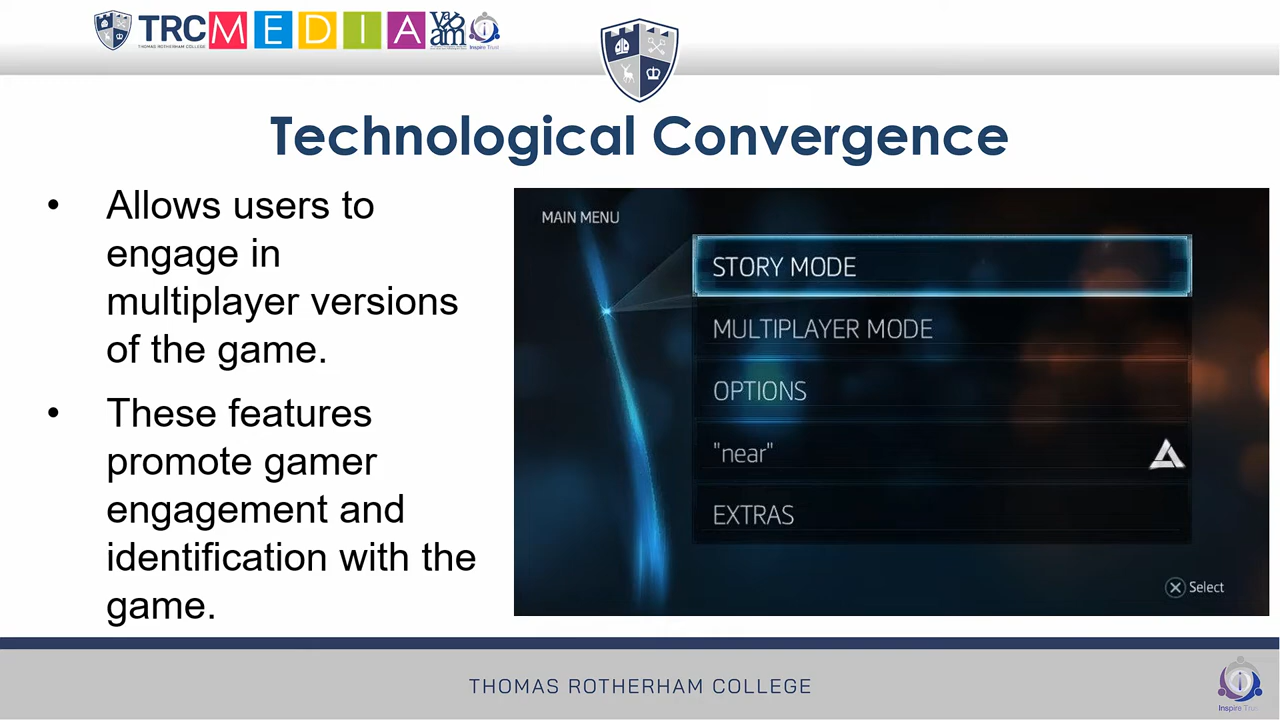 TRC MEDIA
THOMAS ROTHERHAM COLLEGE
Inspire Trust
Technological Convergence
• Allows users to
engage in
multiplayer versions
of the game.
• These features
promote gamer
engagement and
identification with the
game.
MAIN MENU
STORY MODE
MULTIPLAYER MODE
OPTIONS
"near"
EXTRAS
Select
THOMAS ROTHERHAM COLLEGE
Inspire Trust